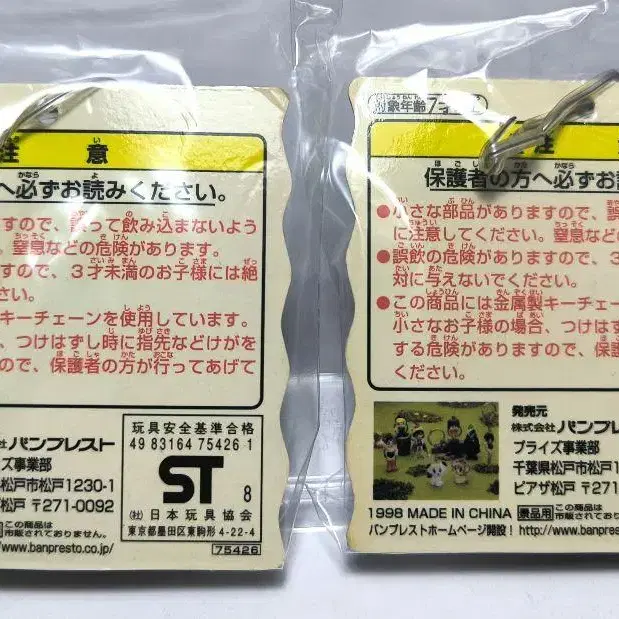 注意
へ必ずお読みください。
すので、誤って飲み込まないよう
。窒息などの危険があります。
すので、3才未満のお子様には絶
い。
キーチェーンを使用しています。
、つけはずし時に指先などけがを
ので、保護者の方が行ってあげて
社 バンプレスト
ズ事業部
松戸市松戸1230-1
松戸 〒271-0092
この商品は
市販されておりません。
//www.banpresto.co.jp/
玩具安全基準合格
49 83164 75426 1
ST 8
(社)日本玩具協会
東京都墨田区東駒形4-22-4
75426
対象年齢7才
注
保護者の方へ必ずお読
●小さな部品がありますので、誤
に注意してください。窒息などの
●誤飲の危険がありますので、3
対に与えないでください。
●この商品には金属製キーチェー
小さなお子様の場合、つけはず
する危険がありますので、保護
ください。
発売元
株式会社 バンプレス
プライズ事業部
千葉県松戸市松戸1
ピアザ松戸 〒271
1998 MADE IN CHINA
景品用 この商品は
市販されてお
バンプレストホームページ開設! http://www.banp